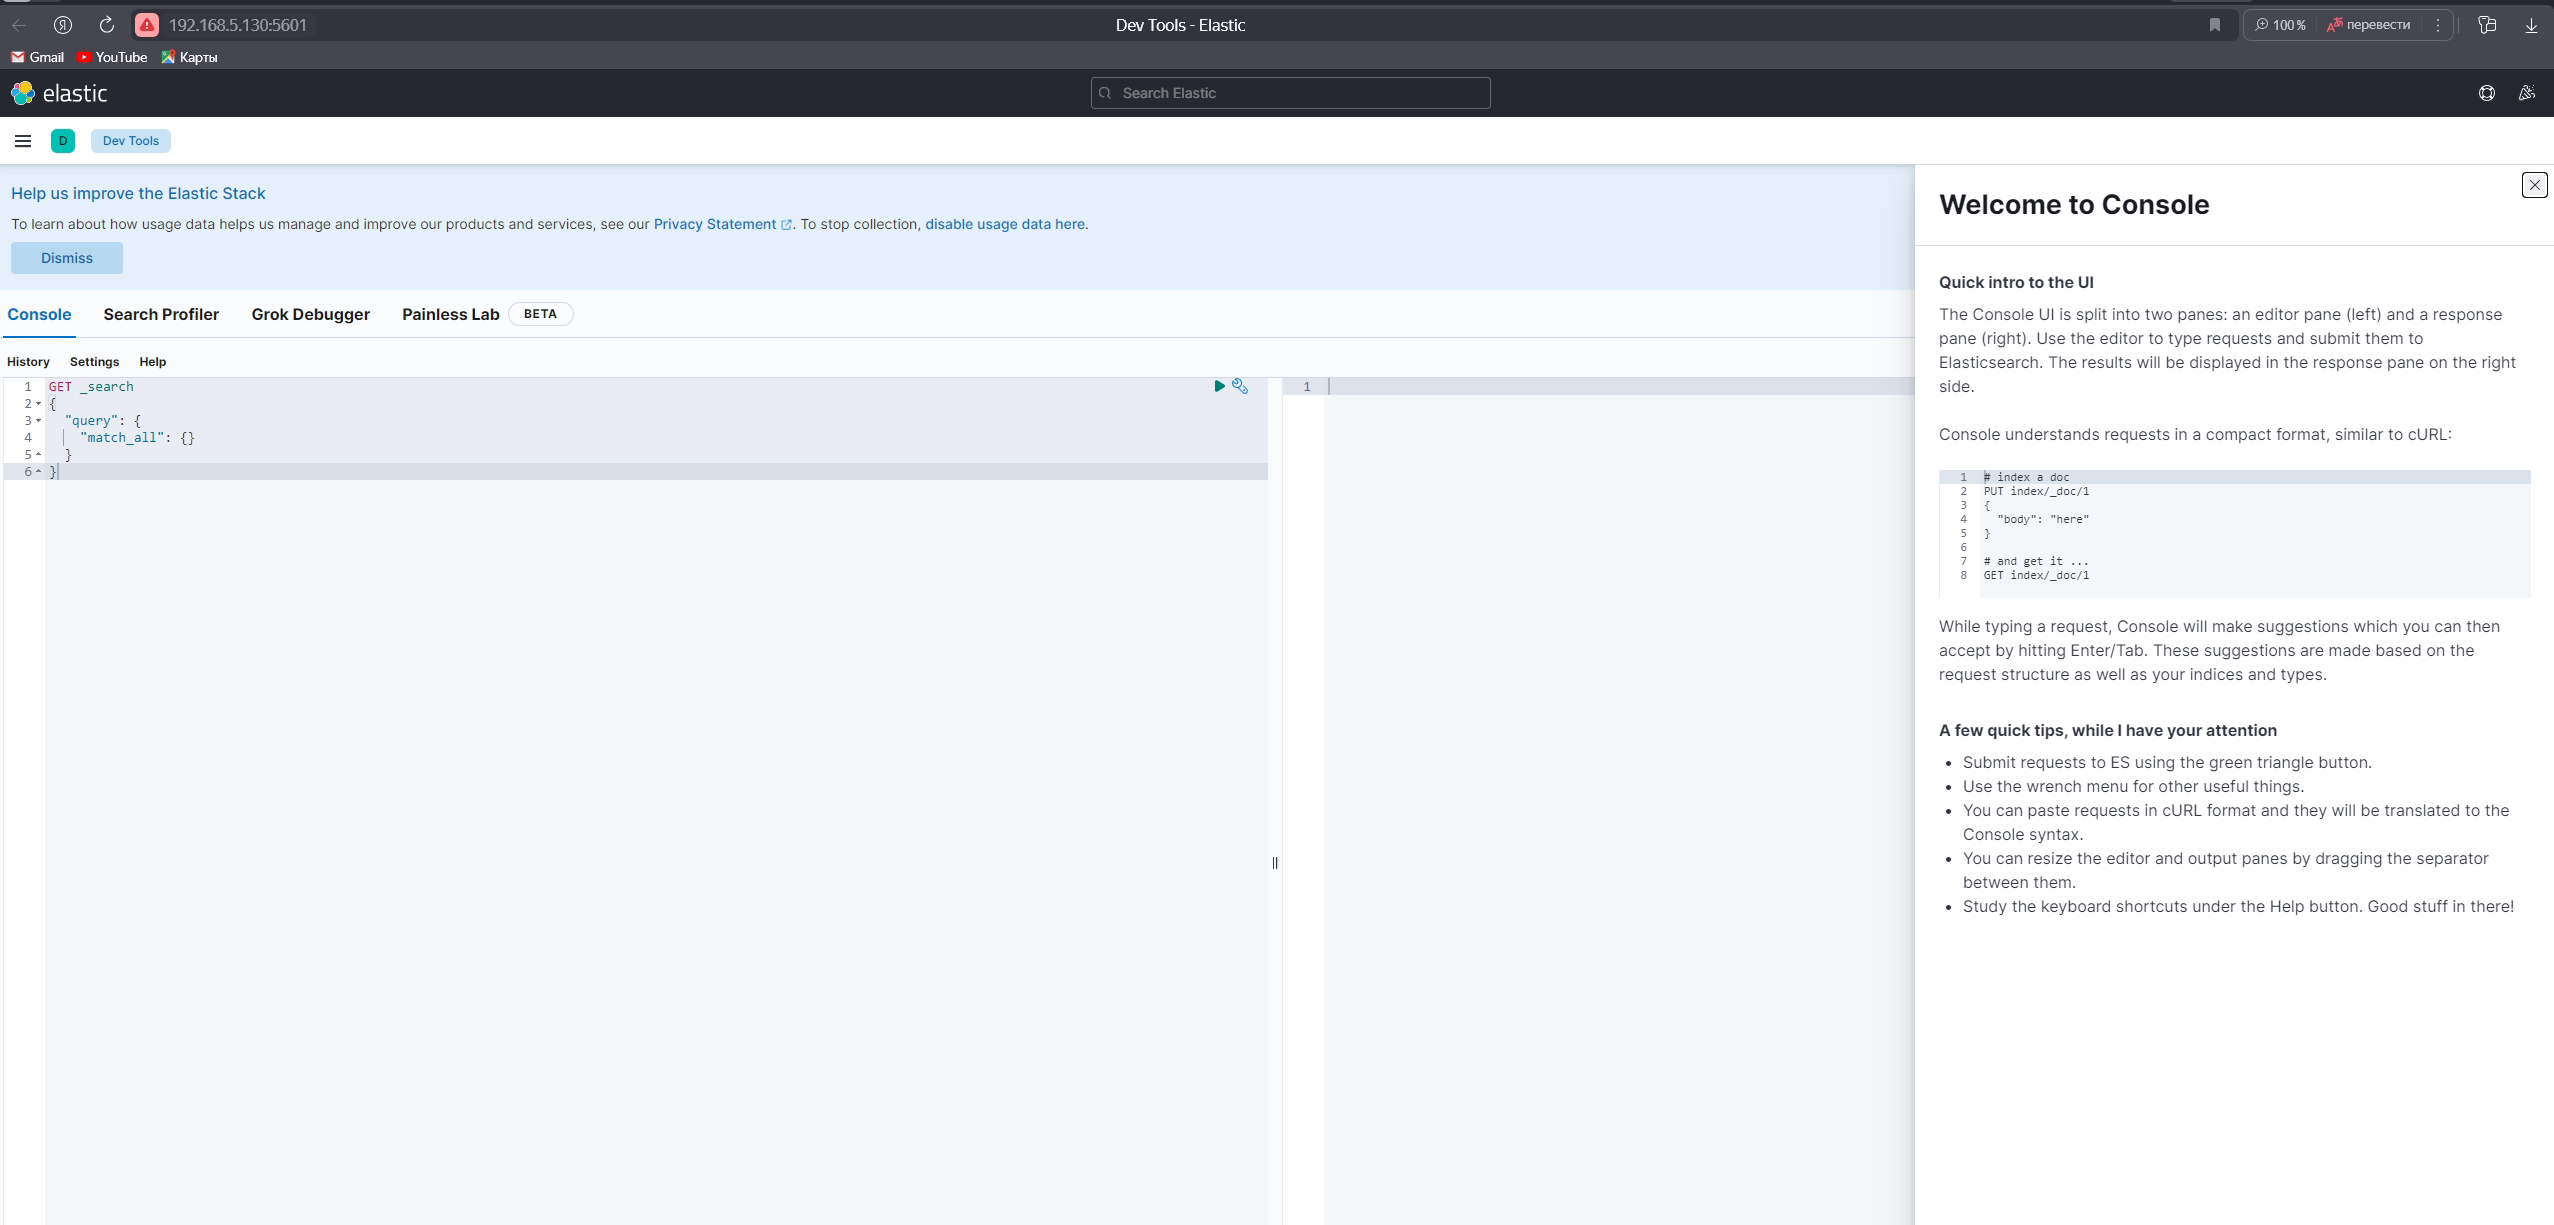 192.168.5.130:5601
Dev Tools - Elastic
100 %
перевести
Gmail
YouTube
Карты
elastic
Search Elastic
D
Dev Tools
Help us improve the Elastic Stack
To learn about how usage data helps us manage and improve our products and services, see our Privacy Statement. To stop collection, disable usage data here.
Dismiss
Console
Search Profiler
Grok Debugger
Painless Lab
BETA
History
Settings
Help
1 GET _search
2 {
3 "query": {
4 "match_all": {}
5 }
6 }
1
Welcome to Console
Quick intro to the UI
The Console UI is split into two panes: an editor pane (left) and a response
pane (right). Use the editor to type requests and submit them to
Elasticsearch. The results will be displayed in the response pane on the right
side.
Console understands requests in a compact format, similar to cURL:
1 # index a doc
2 PUT index/_doc/1
3 {
4 "body": "here"
5 }
6
7 # and get it ...
8 GET index/_doc/1
While typing a request, Console will make suggestions which you can then
accept by hitting Enter/Tab. These suggestions are made based on the
request structure as well as your indices and types.
A few quick tips, while I have your attention
• Submit requests to ES using the green triangle button.
• Use the wrench menu for other useful things.
• You can paste requests in cURL format and they will be translated to the
Console syntax.
• You can resize the editor and output panes by dragging the separator
between them.
• Study the keyboard shortcuts under the Help button. Good stuff in there!